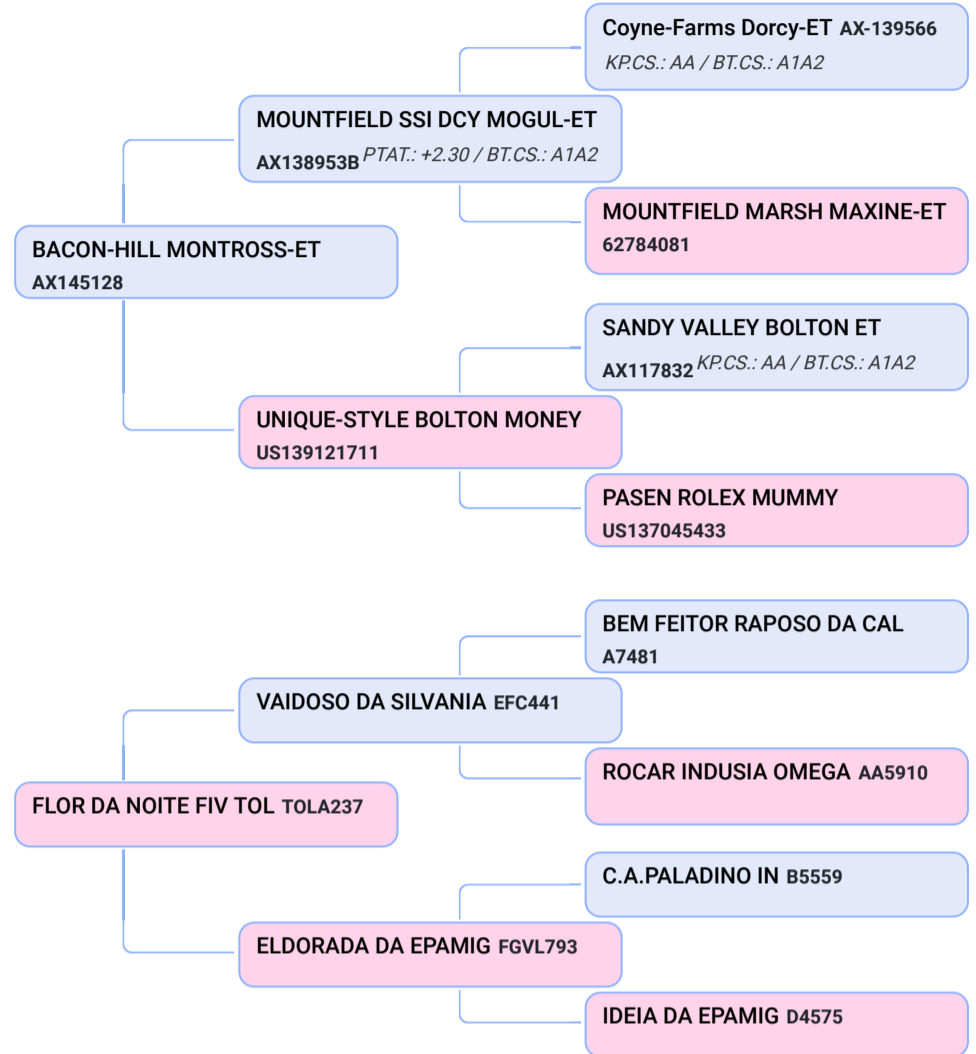 Coyne-Farms Dorcy-ET AX-139566
KP.CS.: AA / BT.CS.: A1A2
MOUNTFIELD SSI DCY MOGUL-ET
AX138953B PTAT.: +2.30 / BT.CS.: A1A2
MOUNTFIELD MARSH MAXINE-ET
62784081
BACON-HILL MONTROSS-ET
AX145128
SANDY VALLEY BOLTON ET
AX117832 KP.CS.: AA / BT.CS.: A1A2
UNIQUE-STYLE BOLTON MONEY
US139121711
PASEN ROLEX MUMMY
US137045433
BEM FEITOR RAPOSO DA CAL
A7481
VAIDOSO DA SILVANIA EFC441
ROCAR INDUSIA OMEGA AA5910
FLOR DA NOITE FIV TOL TOLA237
C.A.PALADINO IN B5559
ELDORADA DA EPAMIG FGVL793
IDEIA DA EPAMIG D4575